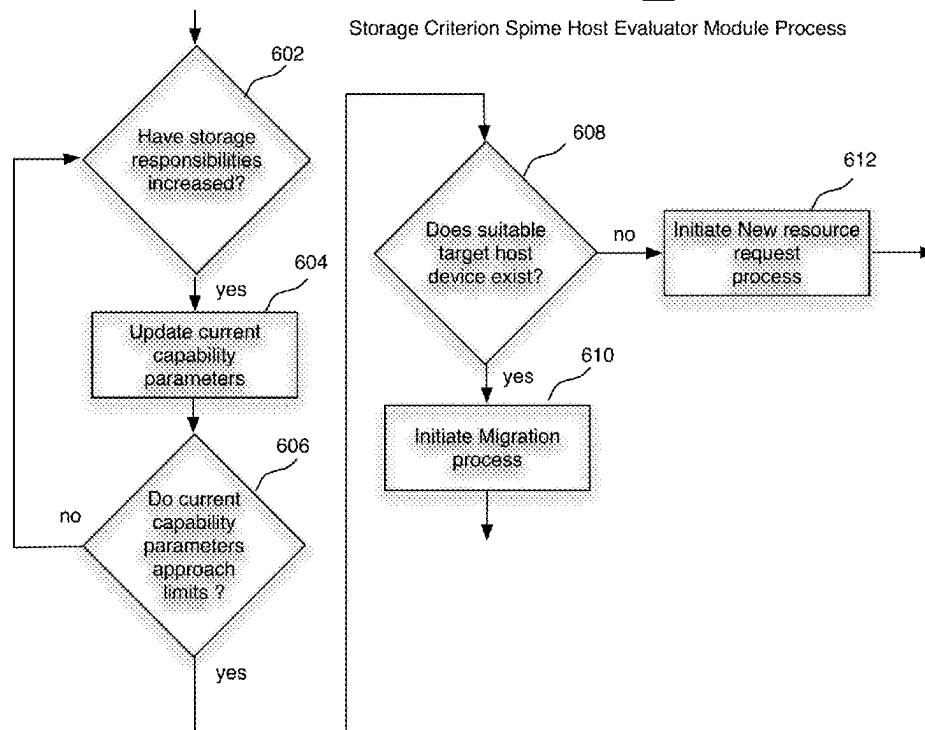 Storage Criterion Spime Host Evaluator Module Process
602
Have storage
responsibilities
increased?
yes
604
Update current
capability
parameters
606
Do current
capability
parameters
approach
limits ?
no
yes
608
Does suitable
target host
device exist?
no
612
Initiate New resource
request
process
yes
610
Initiate Migration
process